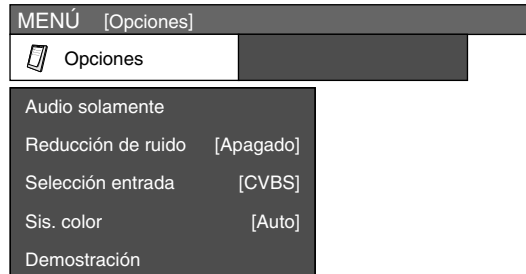 MENÚ [Opciones]
Opciones
Audio solamente
Reducción de ruido [Apagado]
Selección entrada [CVBS]
Sis. color [Auto]
Demostración